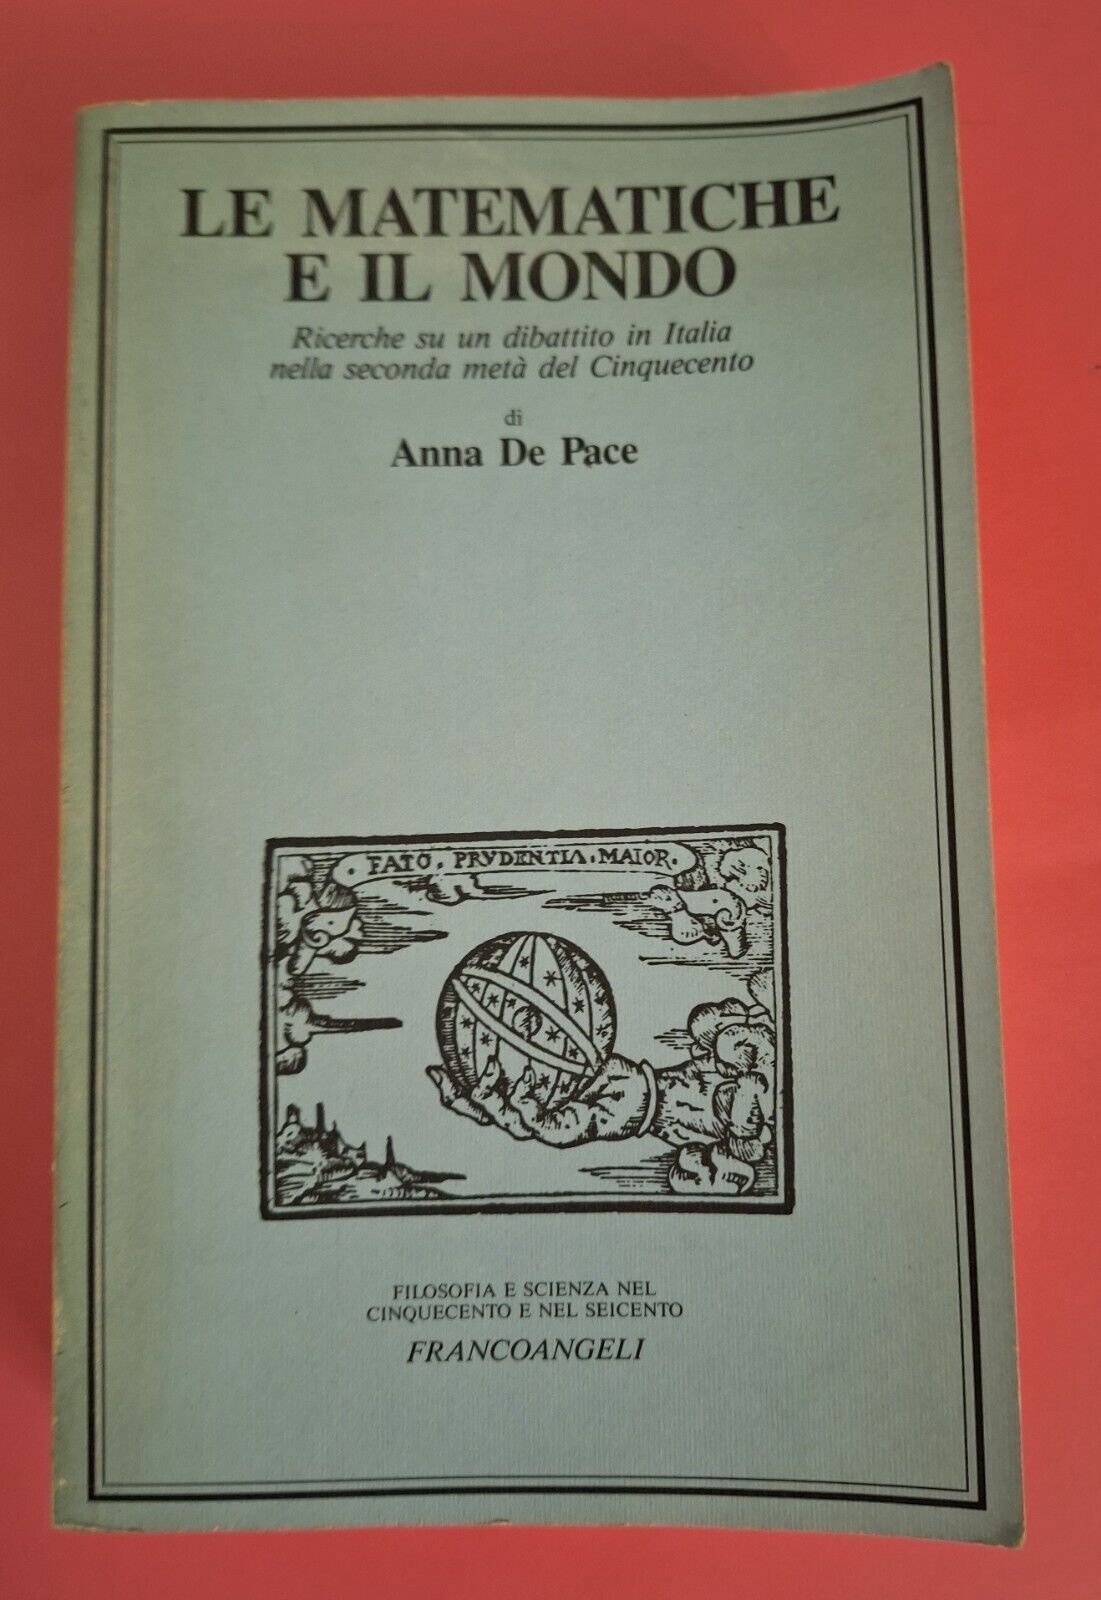 LE MATEMATICHE
E IL MONDO
Ricerche su un dibattito in Italia
nella seconda metà del Cinquecento
di
Anna De Pace
. FATO . PRVDENTIA . MAIOR .
FILOSOFIA E SCIENZA NEL
CINQUECENTO E NEL SEICENTO
FRANCOANGELI